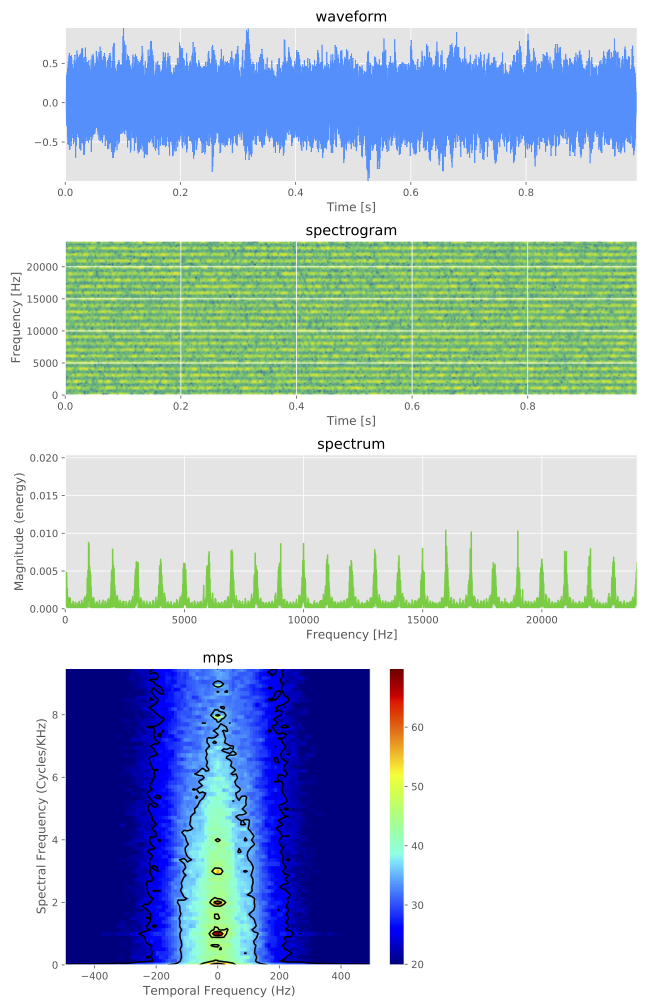 waveform
0.5
0.0
−0.5
0.0 0.2 0.4 0.6 0.8
Time [s]
spectrogram
Frequency [Hz]
20000
15000
10000
5000
0
0.0 0.2 0.4 0.6 0.8
Time [s]
spectrum
Magnitude (energy)
0.020
0.015
0.010
0.005
0.000
0 5000 10000 15000 20000
Frequency [Hz]
mps
Spectral Frequency (Cycles/KHz)
8
6
4
2
0
−400 −200 0 200 400
Temporal Frequency (Hz)
60
50
40
30
20